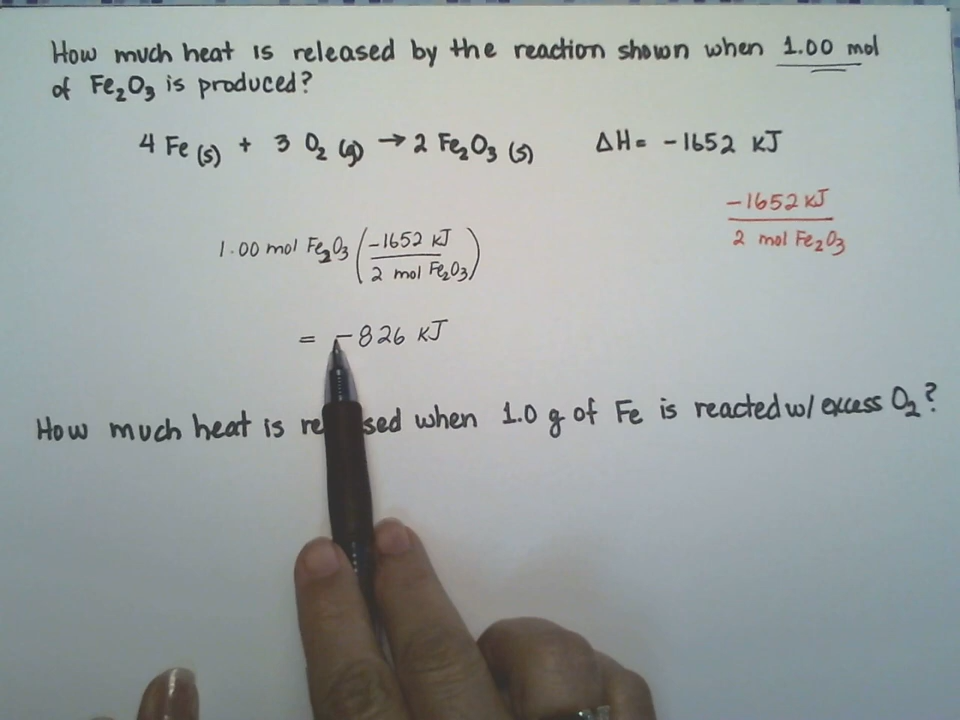 How much heat is released by the reaction shown when 1.00 mol
of Fe₂O₃ is produced?
4 Fe (s) + 3 O₂ (g) → 2 Fe₂O₃ (s) ΔH = -1652 kJ
-1652 kJ
2 mol Fe₂O₃
1.00 mol Fe₂O₃ (-1652 kJ / 2 mol Fe₂O₃)
= -826 kJ
How much heat is when 1.0 g of Fe is reacted w/ excess O₂?